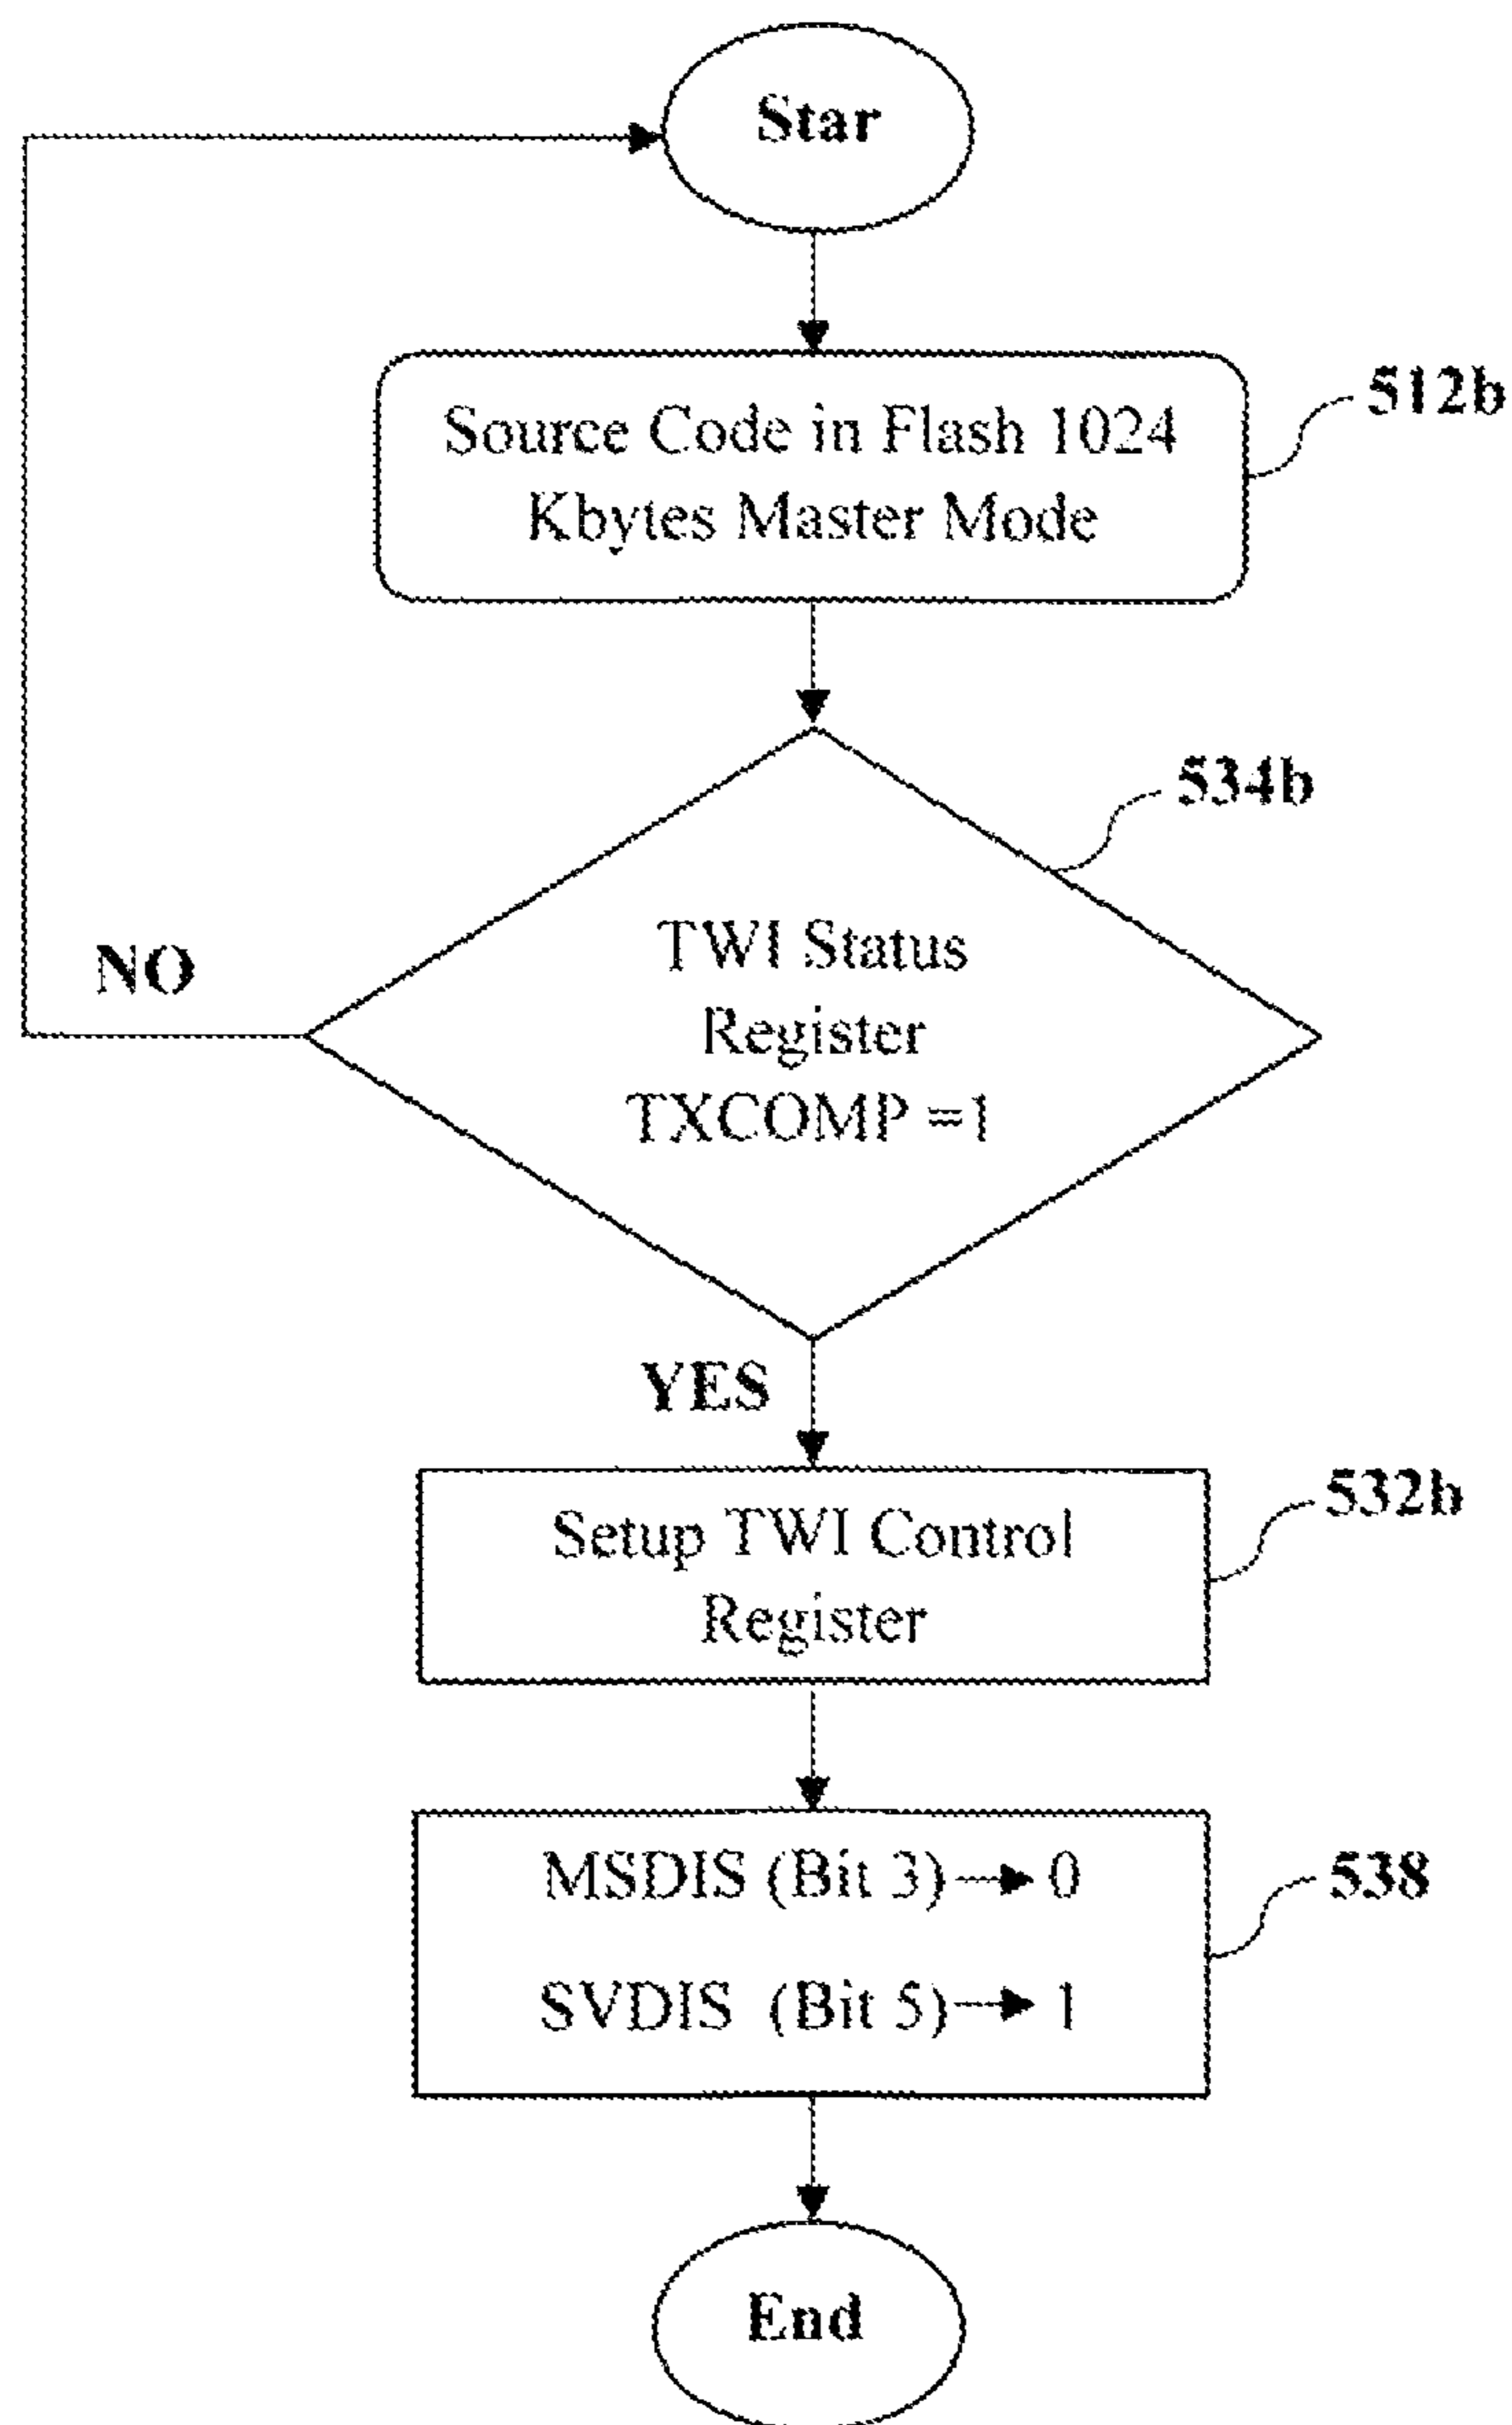 Star
Source Code in Flash 1024
Kbytes Master Mode
512b
534b
TWI Status
Register
TXCOMP =1
NO
YES
Setup TWI Control
Register
532b
MSDIS (Bit 3)→ 0
SVDIS (Bit 5)→ 1
538
End